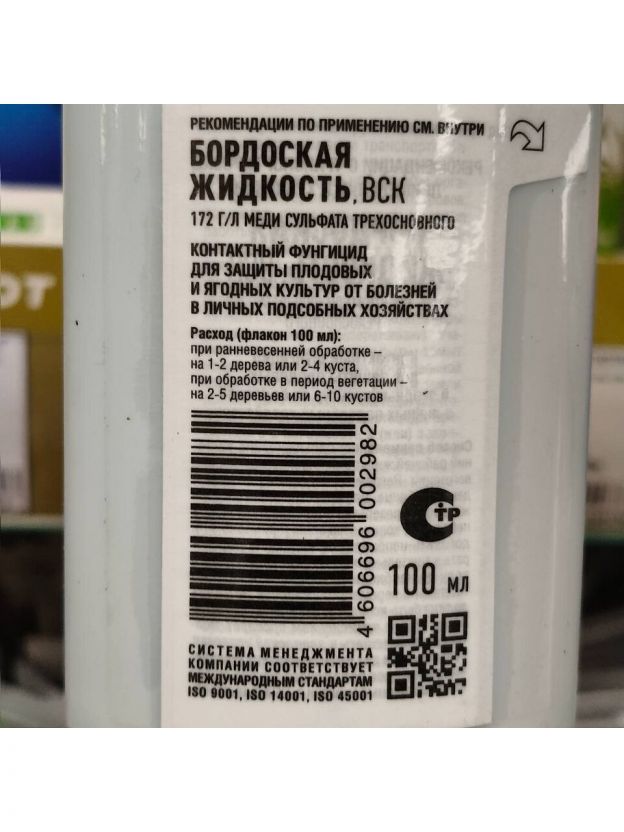 РЕКОМЕНДАЦИИ ПО ПРИМЕНЕНИЮ СМ. ВНУТРИ
БОРДОСКАЯ
ЖИДКОСТЬ, ВСК
172 Г/Л МЕДИ СУЛЬФАТА ТРЕХОСНОВНОГО
КОНТАКТНЫЙ ФУНГИЦИД
ДЛЯ ЗАЩИТЫ ПЛОДОВЫХ
И ЯГОДНЫХ КУЛЬТУР ОТ БОЛЕЗНЕЙ
В ЛИЧНЫХ ПОДСОБНЫХ ХОЗЯЙСТВАХ
Расход (флакон 100 мл):
при ранневесенней обработке –
на 1-2 дерева или 2-4 куста,
при обработке в период вегетации –
на 2-5 деревьев или 6-10 кустов
4 606696 002982
СТР
100 МЛ
СИСТЕМА МЕНЕДЖМЕНТА
КОМПАНИИ СООТВЕТСТВУЕТ
МЕЖДУНАРОДНЫМ СТАНДАРТАМ
ISO 9001, ISO 14001, ISO 45001
ОТ